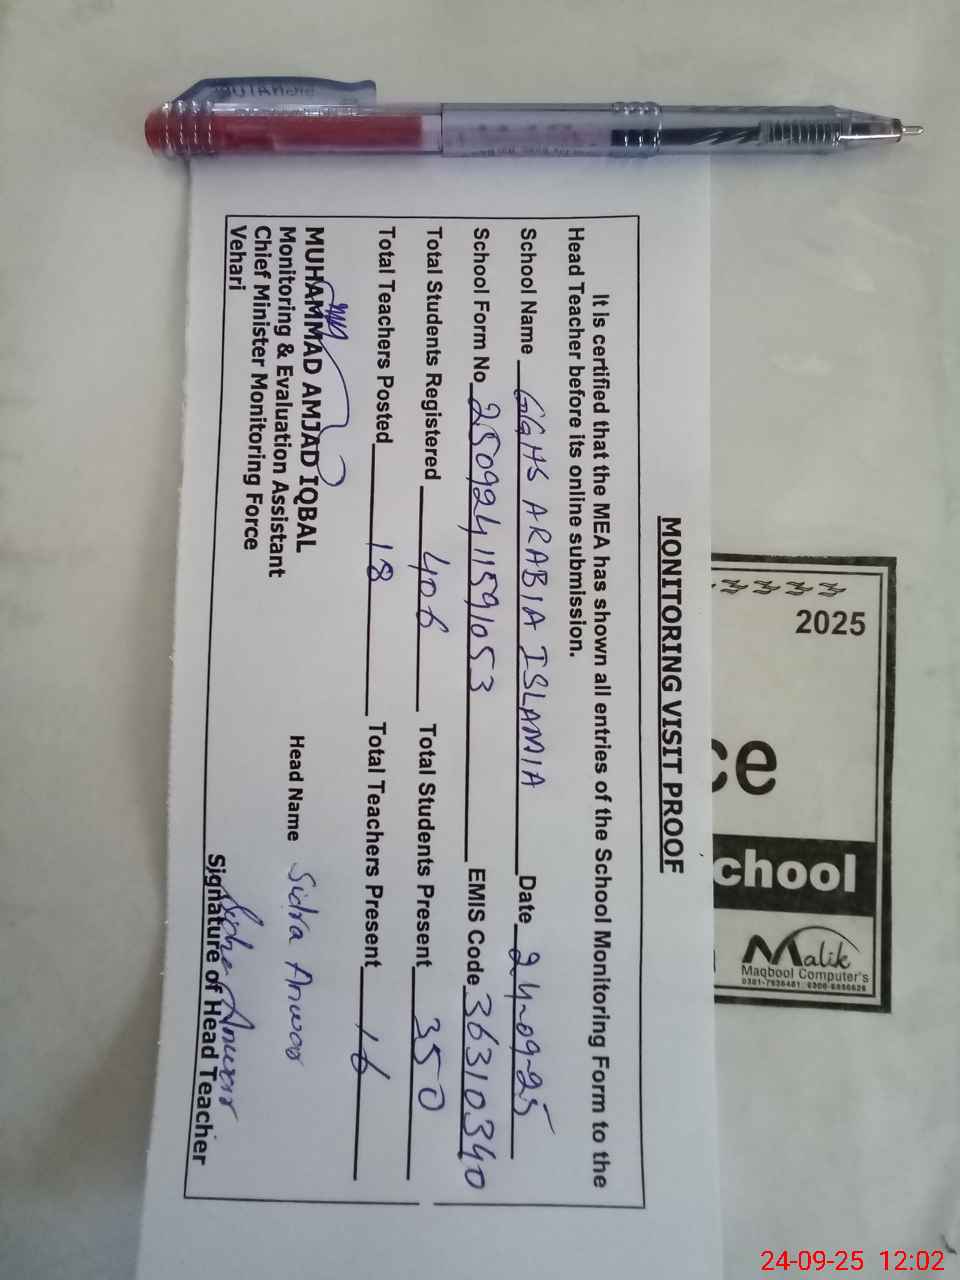 MONITORING VISIT PROOF
It is certified that the MEA has shown all entries of the School Monitoring Form to the
Head Teacher before its online submission.
School Name GGHS ARABIA ISLAMIA Date 24-09-25
School Form No 25092411591053 EMIS Code 36310340
Total Students Registered 406 Total Students Present 350
Total Teachers Posted 18 Total Teachers Present 16
MUHAMMAD AMJAD IQBAL
Monitoring & Evaluation Assistant
Chief Minister Monitoring Force
Vehari
Head Name Sidra Anwar
Sidra Anwar
Signature of Head Teacher
2025
ce
chool
Malik
Maqbool Computer's
24-09-25 12:02